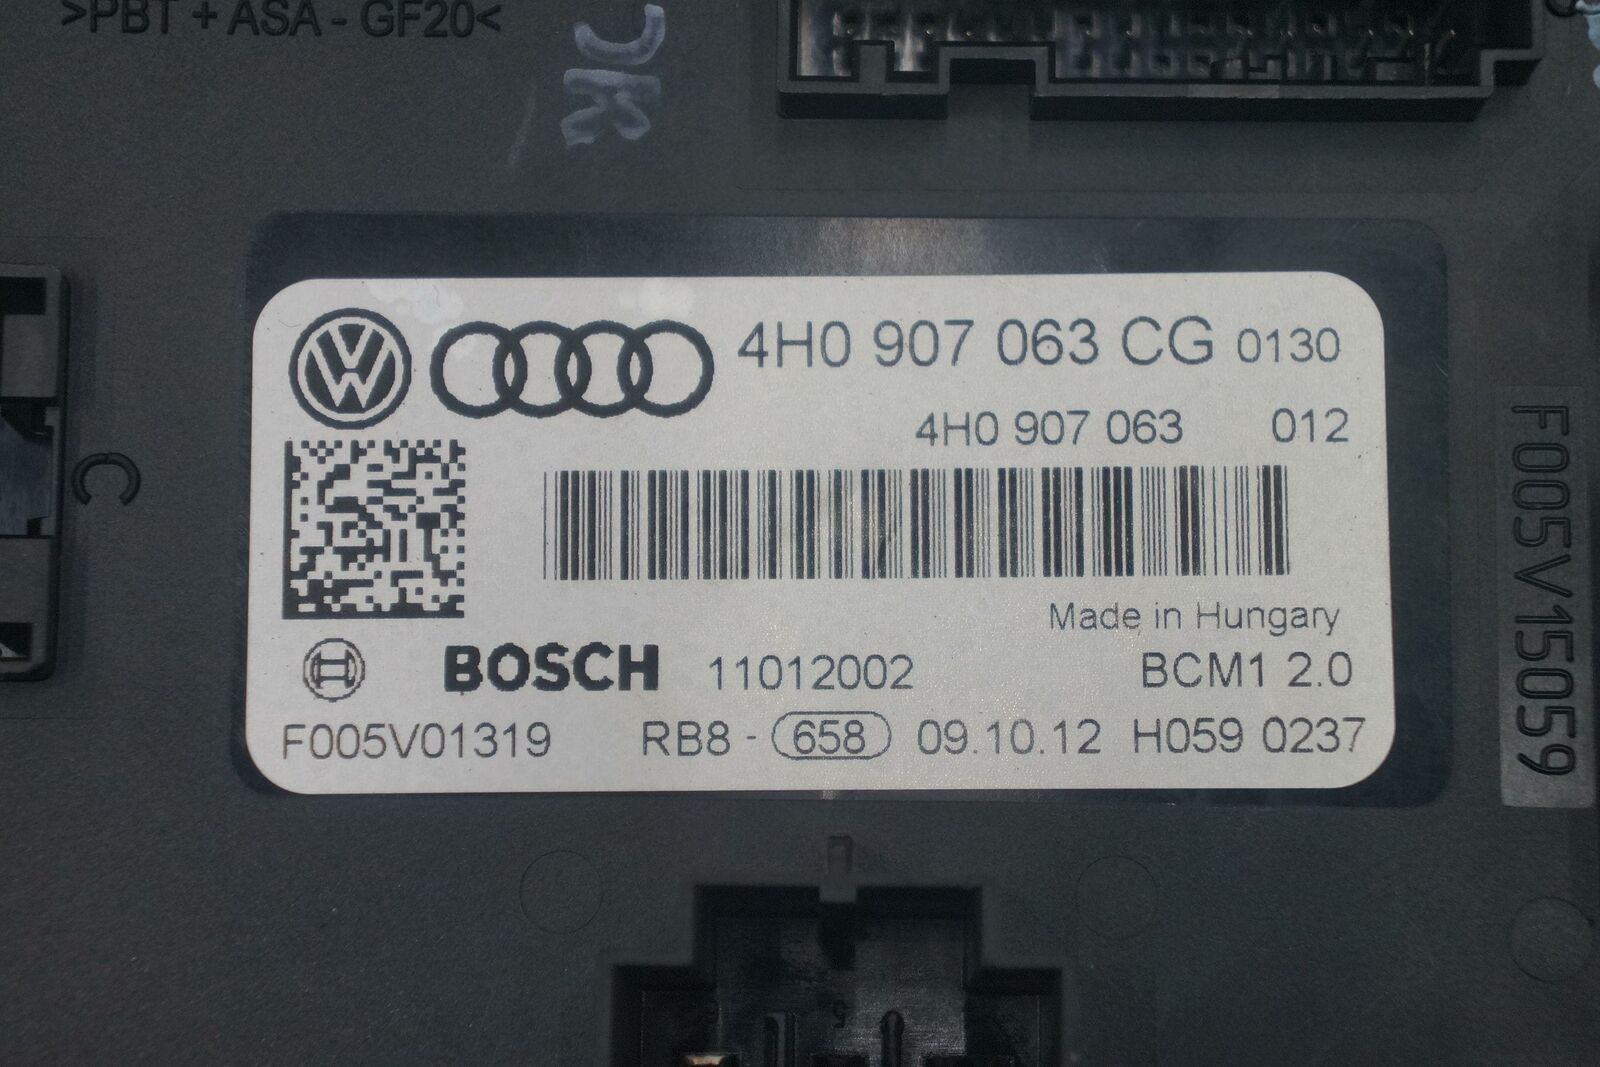 >PBT + ASA - GF20<
DK
4H0 907 063 CG 0130
4H0 907 063 012
C
Made in Hungary
BOSCH 11012002 BCM1 2.0
F005V01319 RB8 - 658 09.10.12 H059 0237
F005V15059